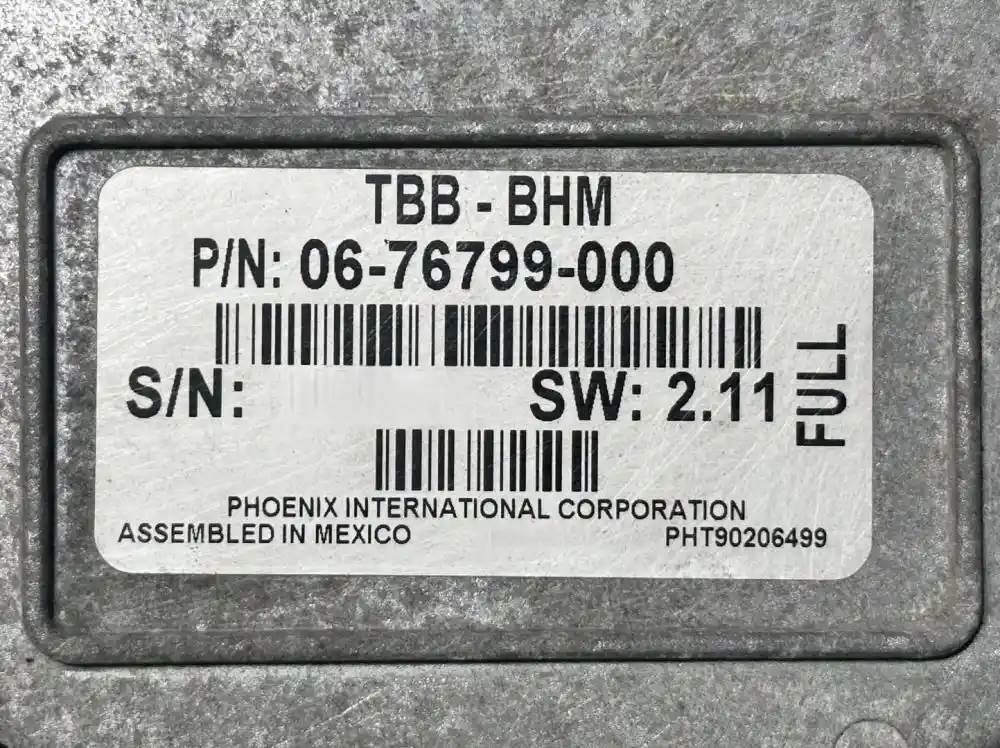 TBB - BHM
P/N: 06-76799-000
S/N: SW: 2.11
FULL
PHOENIX INTERNATIONAL CORPORATION
ASSEMBLED IN MEXICO PHT90206499